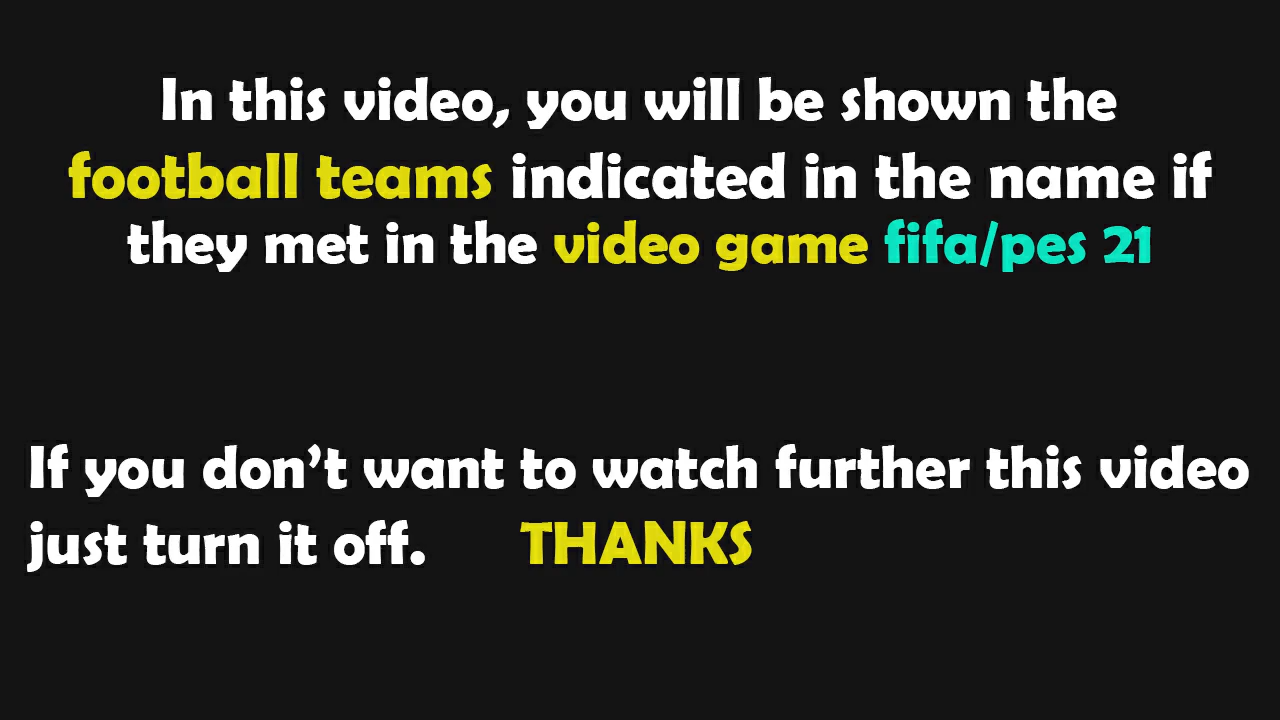 In this video, you will be shown the
football teams indicated in the name if
they met in the video game fifa/pes 21
If you don’t want to watch further this video
just turn it off. THANKS